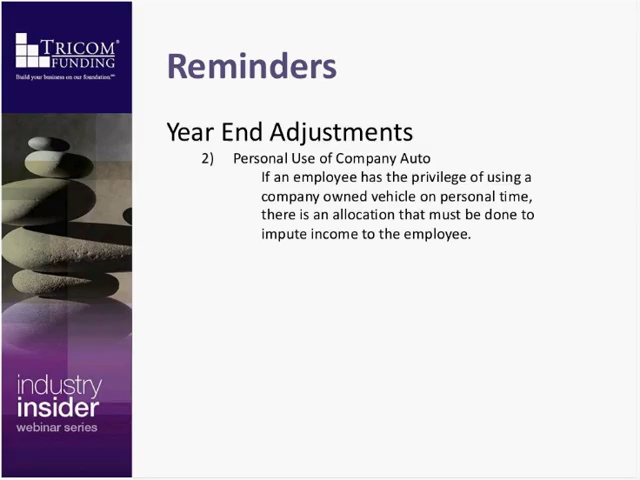 TRICOM®
FUNDING
Build your business on our foundation.℠
Reminders
Year End Adjustments
2) Personal Use of Company Auto
If an employee has the privilege of using a
company owned vehicle on personal time,
there is an allocation that must be done to
impute income to the employee.
industry
insider
webinar series